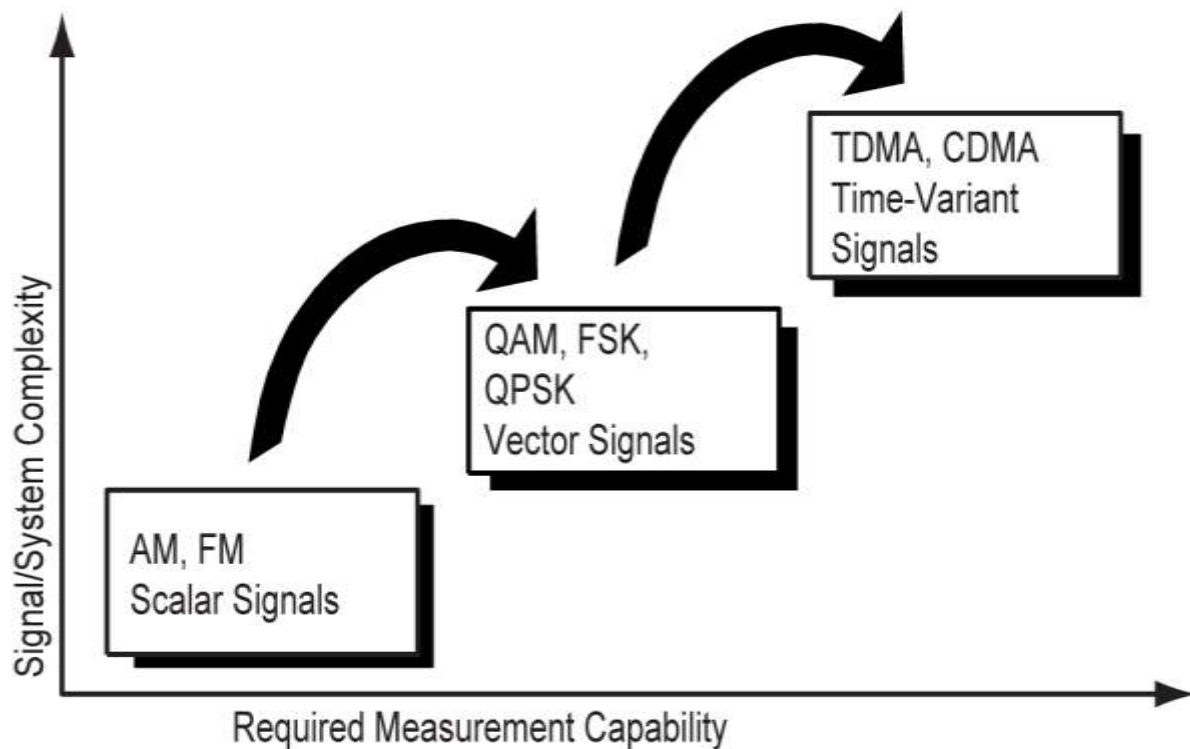 TDMA, CDMA
Time-Variant
Signals
QAM, FSK,
QPSK
Vector Signals
AM, FM
Scalar Signals
Signal/System Complexity
Required Measurement Capability